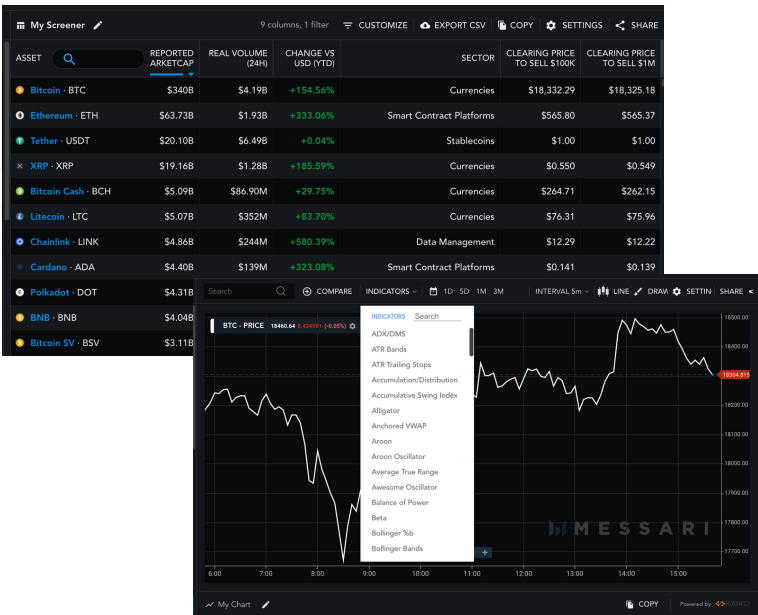 My Screener
9 columns, 1 filter CUSTOMIZE EXPORT CSV COPY SETTINGS SHARE
ASSET REPORTED ARKETCAP REAL VOLUME (24H) CHANGE VS USD (YTD) SECTOR CLEARING PRICE TO SELL $100K CLEARING PRICE TO SELL $1M
Bitcoin · BTC $340B $4.19B +154.56% Currencies $18,332.29 $18,325.18
Ethereum · ETH $63.73B $1.93B +333.06% Smart Contract Platforms $565.80 $565.37
Tether · USDT $20.10B $6.49B +0.04% Stablecoins $1.00 $1.00
XRP · XRP $19.16B $1.28B +185.59% Currencies $0.550 $0.549
Bitcoin Cash · BCH $5.09B $86.90M +29.75% Currencies $264.71 $262.15
Litecoin · LTC $5.07B $352M +83.70% Currencies $76.31 $75.96
Chainlink · LINK $4.86B $244M +580.39% Data Management $12.29 $12.22
Cardano · ADA $4.40B $139M +323.08% Smart Contract Platforms $0.141 $0.139
Polkadot · DOT $4.31B
BNB · BNB $4.04B
Bitcoin SV · BSV $3.11B
Search COMPARE INDICATORS 1D 5D 1M 3M INTERVAL 5m LINE DRAW SETTIN SHARE
BTC - PRICE 18460.64 8.434501 (-0.05%)
INDICATORS Search
ADX/DMS
ATR Bands
ATR Trailing Stops
Accumulation/Distribution
Accumulative Swing Index
Alligator
Anchored VWAP
Aroon
Aroon Oscillator
Average True Range
Awesome Oscillator
Balance of Power
Beta
Bollinger %b
Bollinger Bands
18500.00
18400.00
18304.815
18200.00
18100.00
18000.00
17900.00
17800.00
17700.00
MESSARI
6:00 7:00 8:00 9:00 10:00 11:00 12:00 13:00 14:00 15:00
My Chart COPY Powered by KAIKO